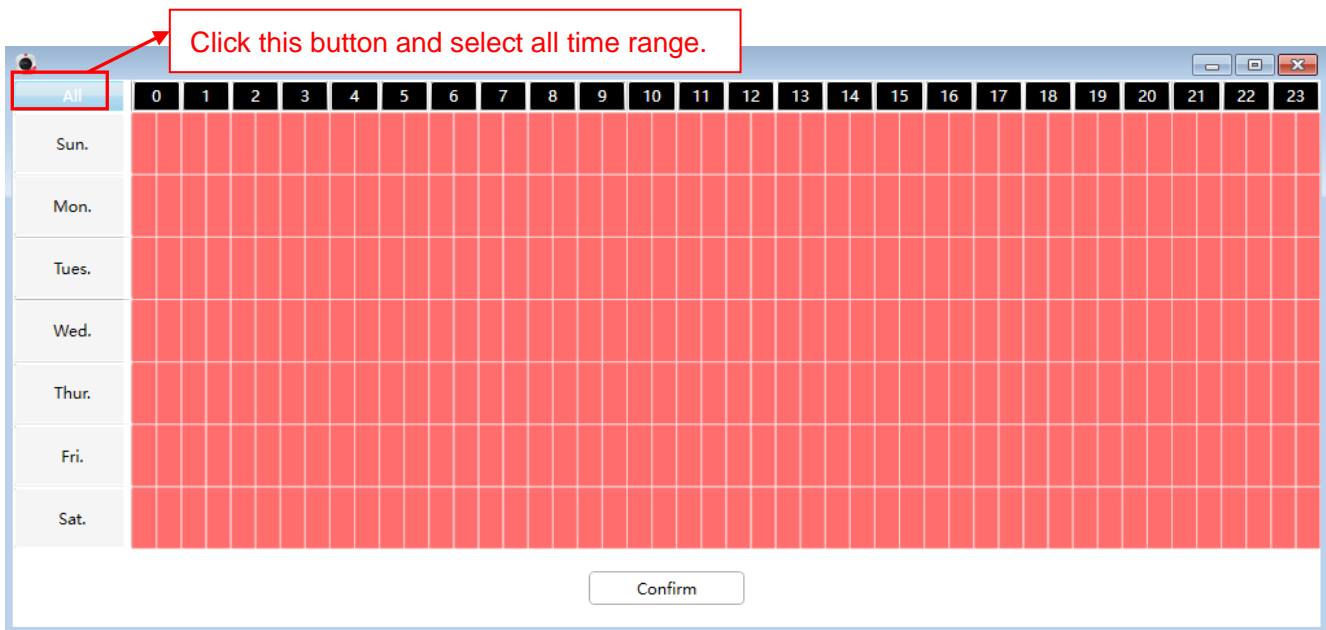 Click this button and select all time range.
All 0 1 2 3 4 5 6 7 8 9 10 11 12 13 14 15 16 17 18 19 20 21 22 23
Sun.
Mon.
Tues.
Wed.
Thur.
Fri.
Sat.
Confirm